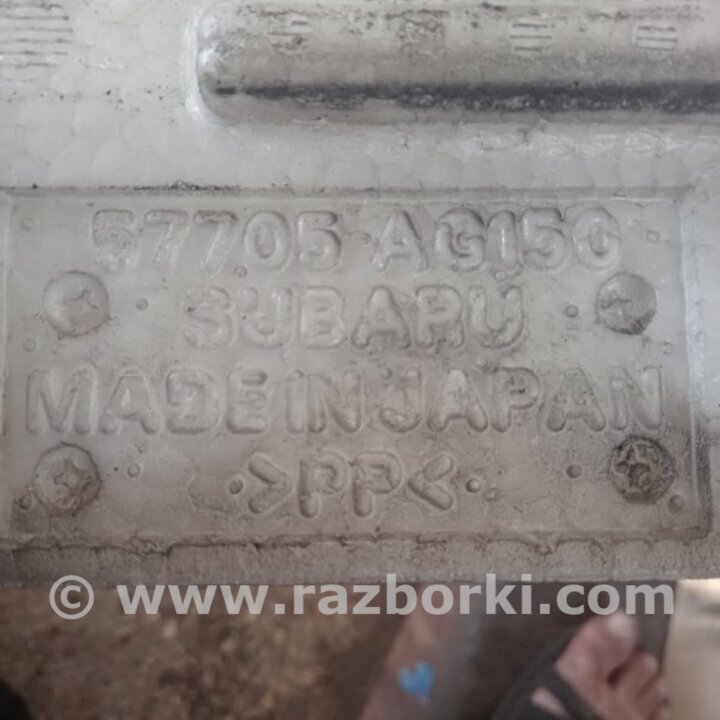 57705 AG150
SUBARU
MADE IN JAPAN
>PP<
© www.razborki.com